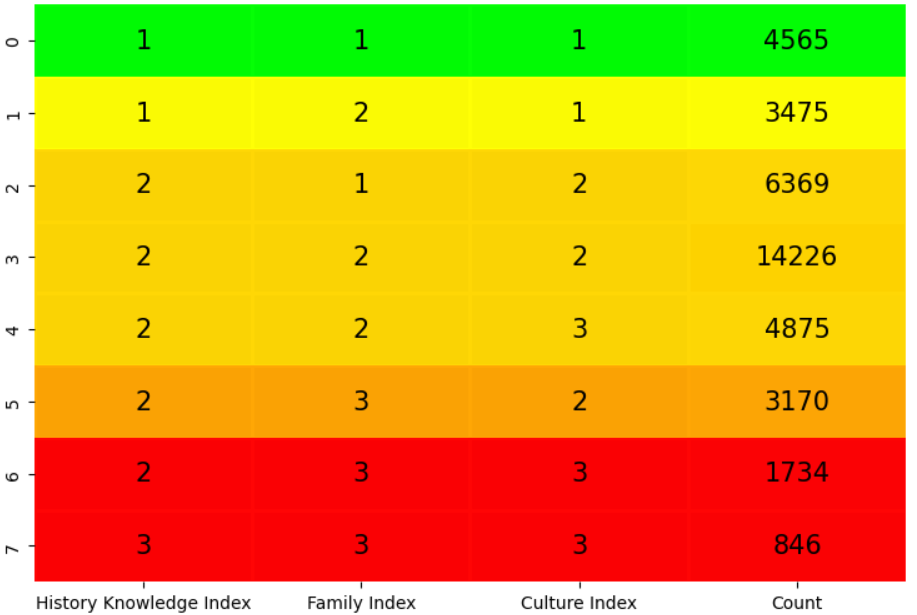 0 1 1 1 4565
1 1 2 1 3475
2 2 1 2 6369
3 2 2 2 14226
4 2 2 3 4875
5 2 3 2 3170
6 2 3 3 1734
7 3 3 3 846
History Knowledge Index Family Index Culture Index Count